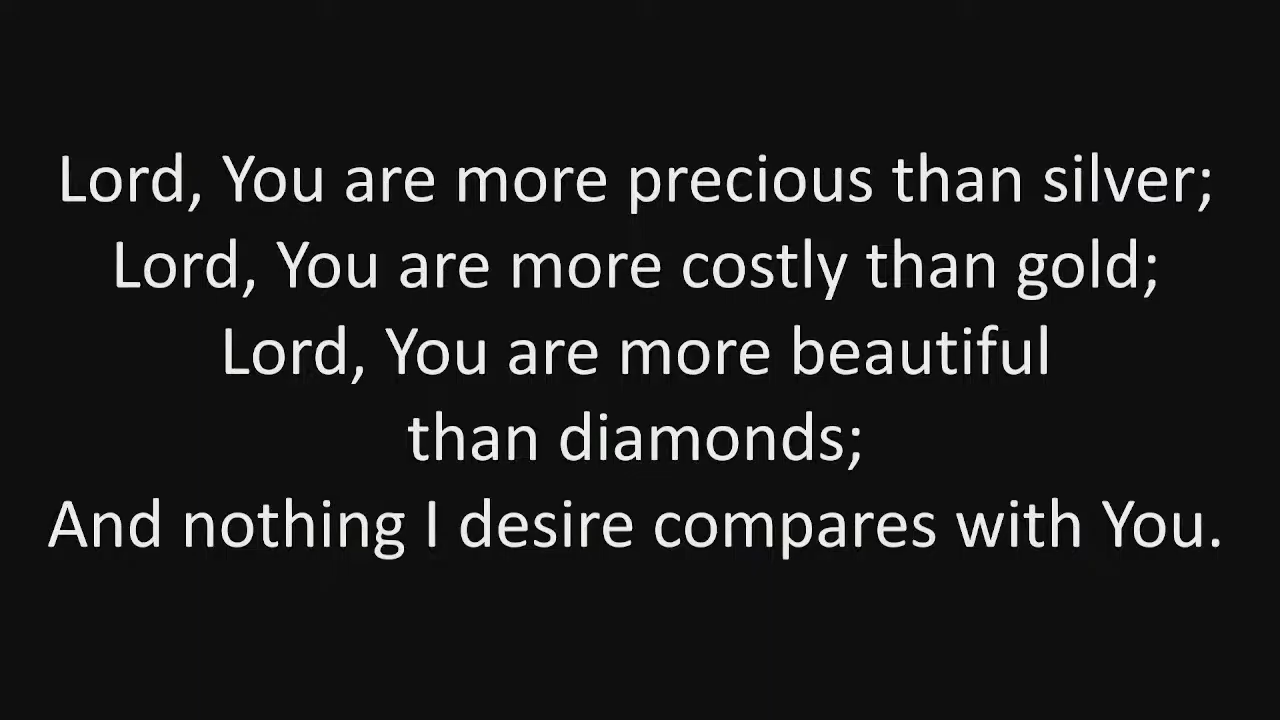 Lord, You are more precious than silver;
Lord, You are more costly than gold;
Lord, You are more beautiful
than diamonds;
And nothing I desire compares with You.